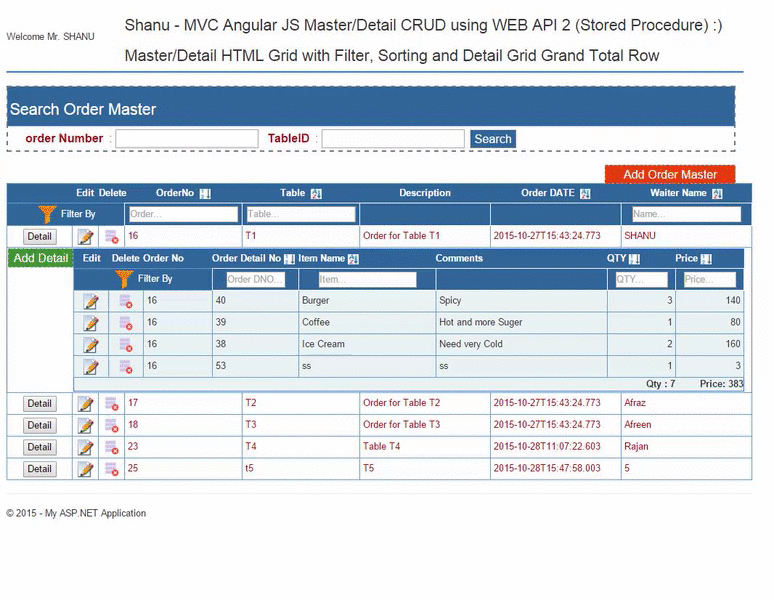 Welcome Mr. SHANU
Shanu - MVC Angular JS Master/Detail CRUD using WEB API 2 (Stored Procedure) :)
Master/Detail HTML Grid with Filter, Sorting and Detail Grid Grand Total Row
Search Order Master
order Number : TableID : Search
Add Order Master
Edit Delete OrderNo Table Description Order DATE Waiter Name
Filter By Order... Table... Name...
Detail 16 T1 Order for Table T1 2015-10-27T15:43:24.773 SHANU
Add Detail Edit Delete Order No Order Detail No Item Name Comments QTY Price
Filter By Order DNO... Item... QTY... Price...
16 40 Burger Spicy 3 140
16 39 Coffee Hot and more Suger 1 80
16 38 Ice Cream Need very Cold 2 160
16 53 ss ss 1 3
Qty : 7 Price: 383
Detail 17 T2 Order for Table T2 2015-10-27T15:43:24.773 Afraz
Detail 18 T3 Order for Table T3 2015-10-27T15:43:24.773 Afreen
Detail 23 T4 Table T4 2015-10-28T11:07:22.603 Rajan
Detail 25 t5 T5 2015-10-28T15:47:58.003 5
© 2015 - My ASP.NET Application